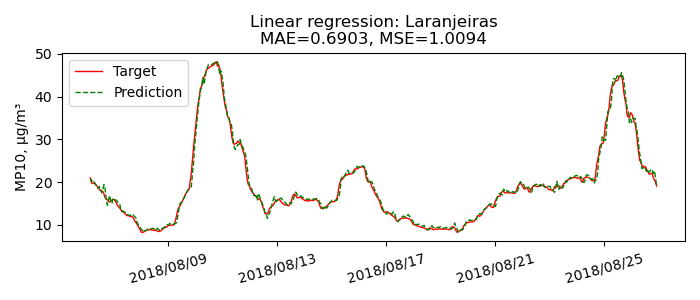 Linear regression: Laranjeiras
MAE=0.6903, MSE=1.0094
Target
Prediction
MP10, µg/m³
50
40
30
20
10
2018/08/09
2018/08/13
2018/08/17
2018/08/21
2018/08/25